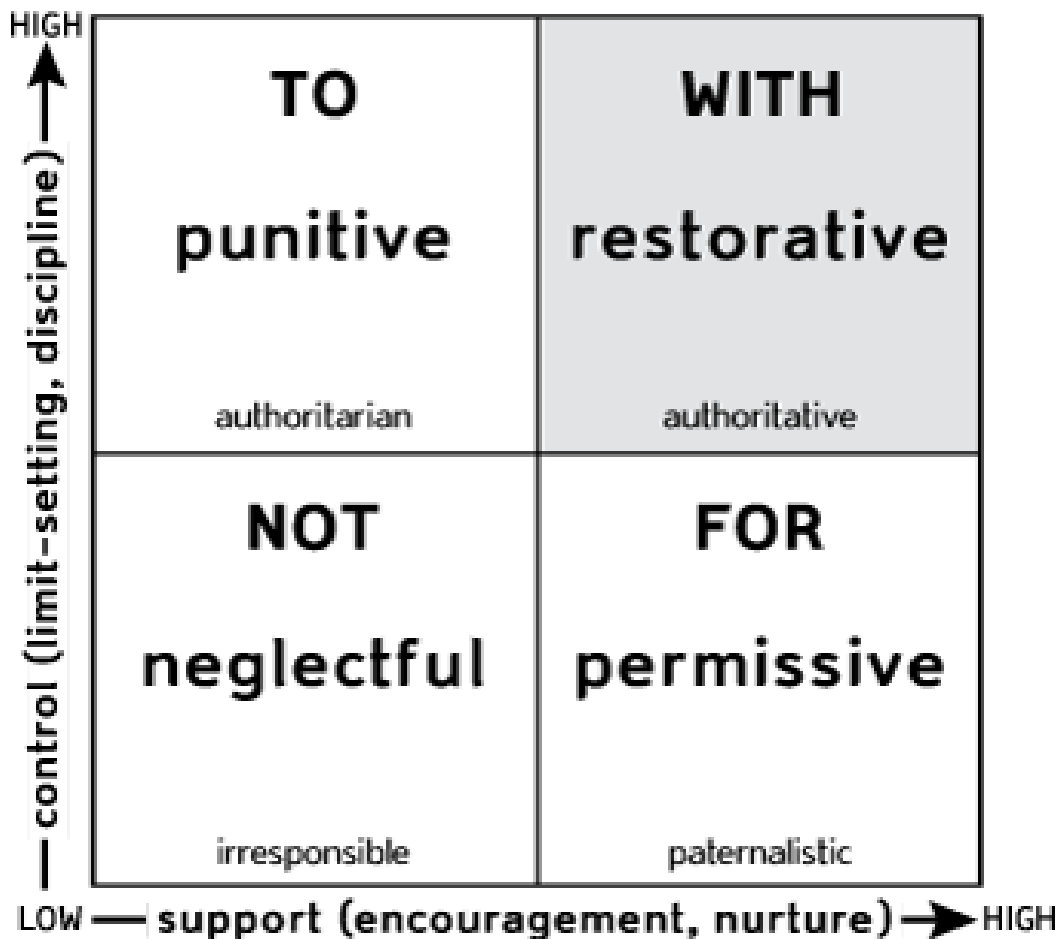 HIGH
control (limit-setting, discipline)
TO
punitive
authoritarian
WITH
restorative
authoritative
NOT
neglectful
irresponsible
FOR
permissive
paternalistic
LOW
support (encouragement, nurture)
HIGH